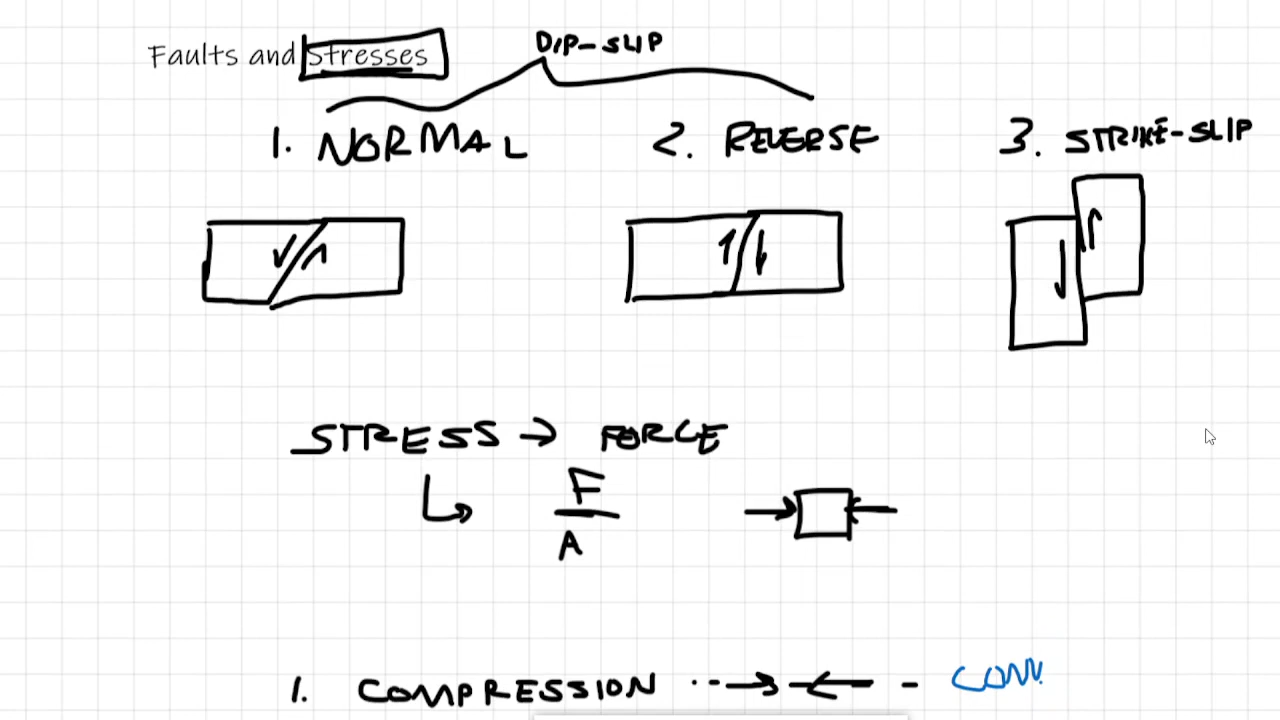 Faults and Stresses
DIP-SLIP
1. NORMAL
2. REVERSE
3. STRIKE-SLIP
STRESS → FORCE
F
A
1. COMPRESSION